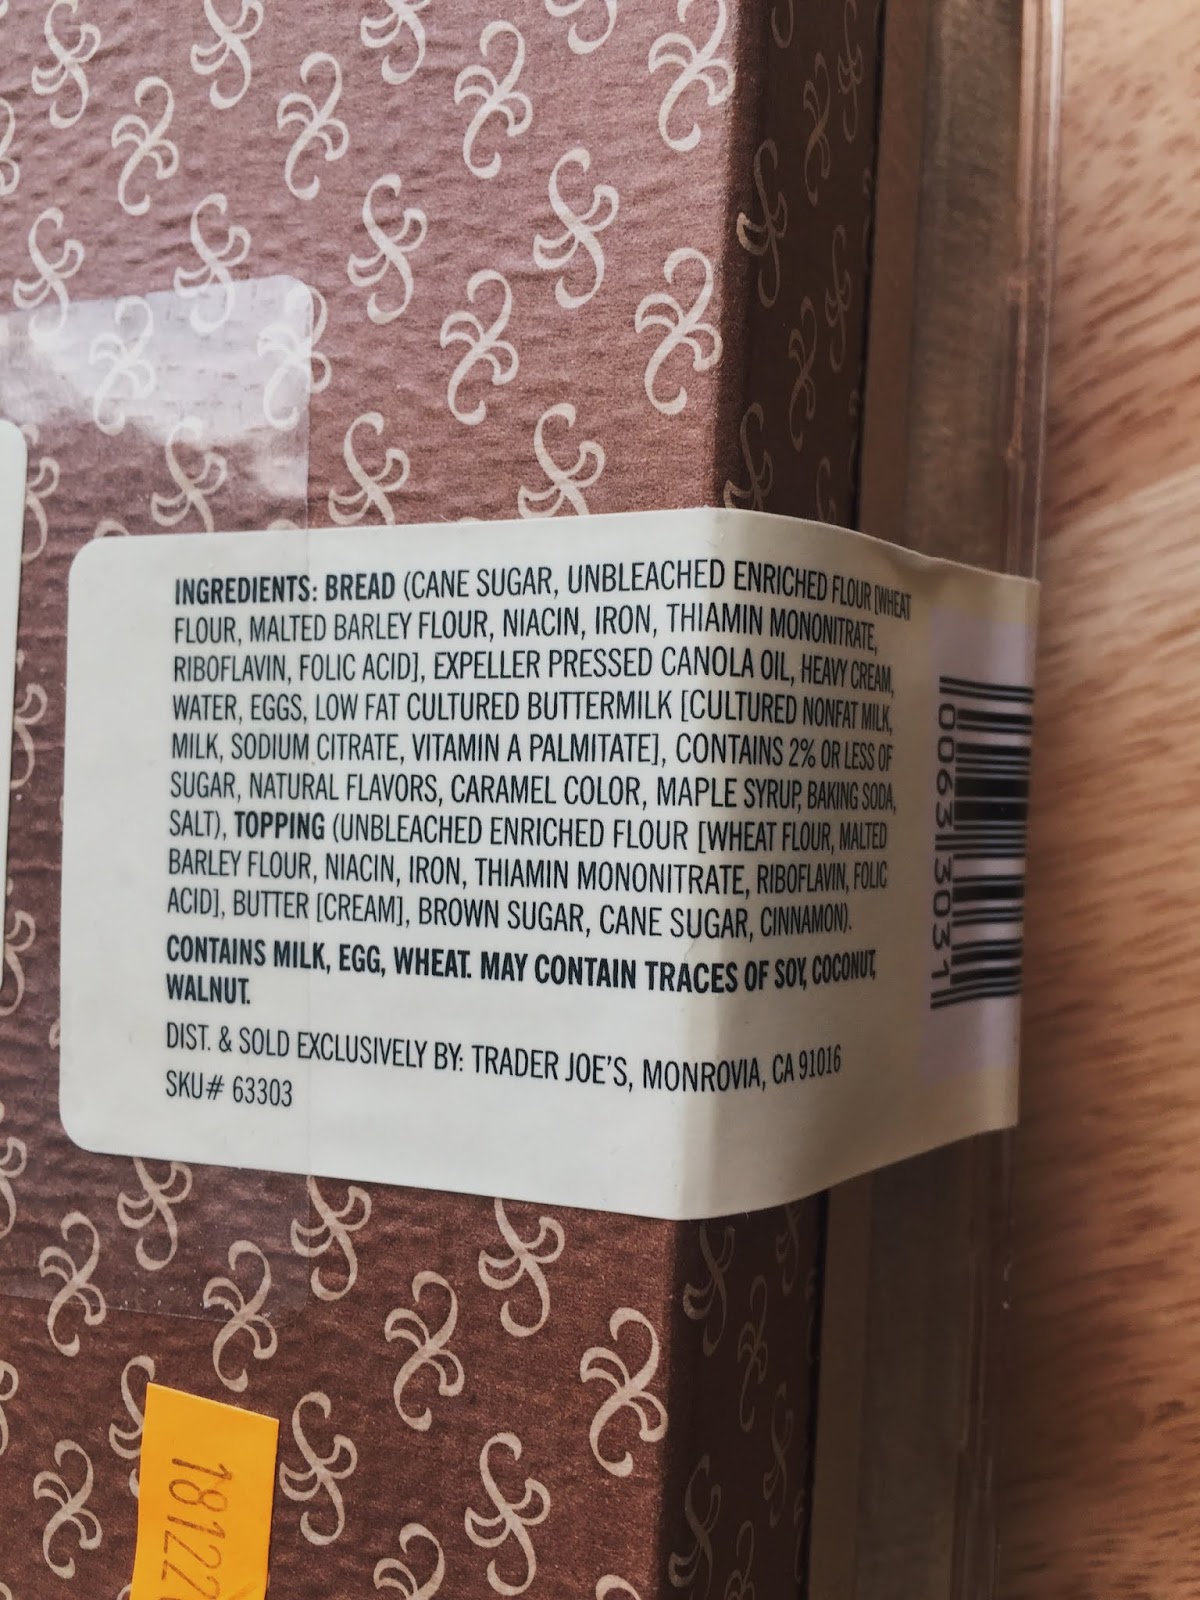 INGREDIENTS: BREAD (CANE SUGAR, UNBLEACHED ENRICHED FLOUR [WHEAT
FLOUR, MALTED BARLEY FLOUR, NIACIN, IRON, THIAMIN MONONITRATE,
RIBOFLAVIN, FOLIC ACID], EXPELLER PRESSED CANOLA OIL, HEAVY CREAM,
WATER, EGGS, LOW FAT CULTURED BUTTERMILK [CULTURED NONFAT MILK,
MILK, SODIUM CITRATE, VITAMIN A PALMITATE], CONTAINS 2% OR LESS OF
SUGAR, NATURAL FLAVORS, CARAMEL COLOR, MAPLE SYRUP, BAKING SODA,
SALT), TOPPING (UNBLEACHED ENRICHED FLOUR [WHEAT FLOUR, MALTED
BARLEY FLOUR, NIACIN, IRON, THIAMIN MONONITRATE, RIBOFLAVIN, FOLIC
ACID], BUTTER [CREAM], BROWN SUGAR, CANE SUGAR, CINNAMON).
CONTAINS MILK, EGG, WHEAT. MAY CONTAIN TRACES OF SOY, COCONUT,
WALNUT.
DIST. & SOLD EXCLUSIVELY BY: TRADER JOE'S, MONROVIA, CA 91016
SKU# 63303
0063 3031